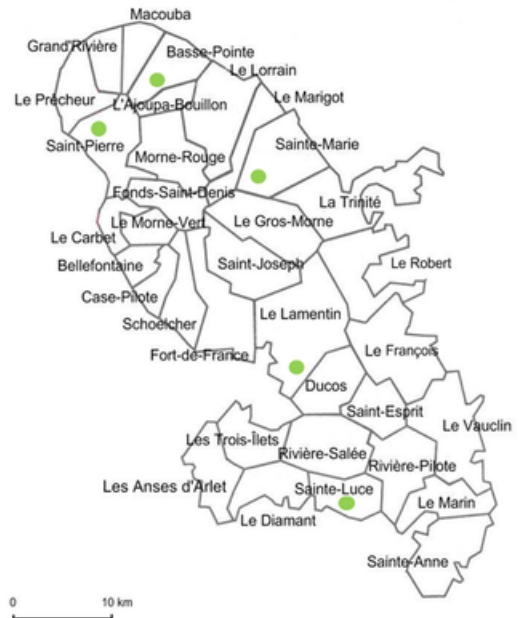 Macouba
Grand'Rivière
Basse-Pointe
Le Lorrain
Le Prêcheur
L'Ajoupa-Bouillon
Le Marigot
Saint-Pierre
Sainte-Marie
Morne-Rouge
Fonds-Saint-Denis
La Trinité
Le Morne-Vert
Le Gros-Morne
Le Carbet
Bellefontaine
Saint-Joseph
Le Robert
Case-Pilote
Schoelcher
Le Lamentin
Fort-de-France
Le François
Ducos
Saint-Esprit
Le Vauclin
Les Trois-Îlets
Rivière-Salée
Rivière-Pilote
Les Anses d'Arlet
Sainte-Luce
Le Marin
Le Diamant
Sainte-Anne
0 10 km